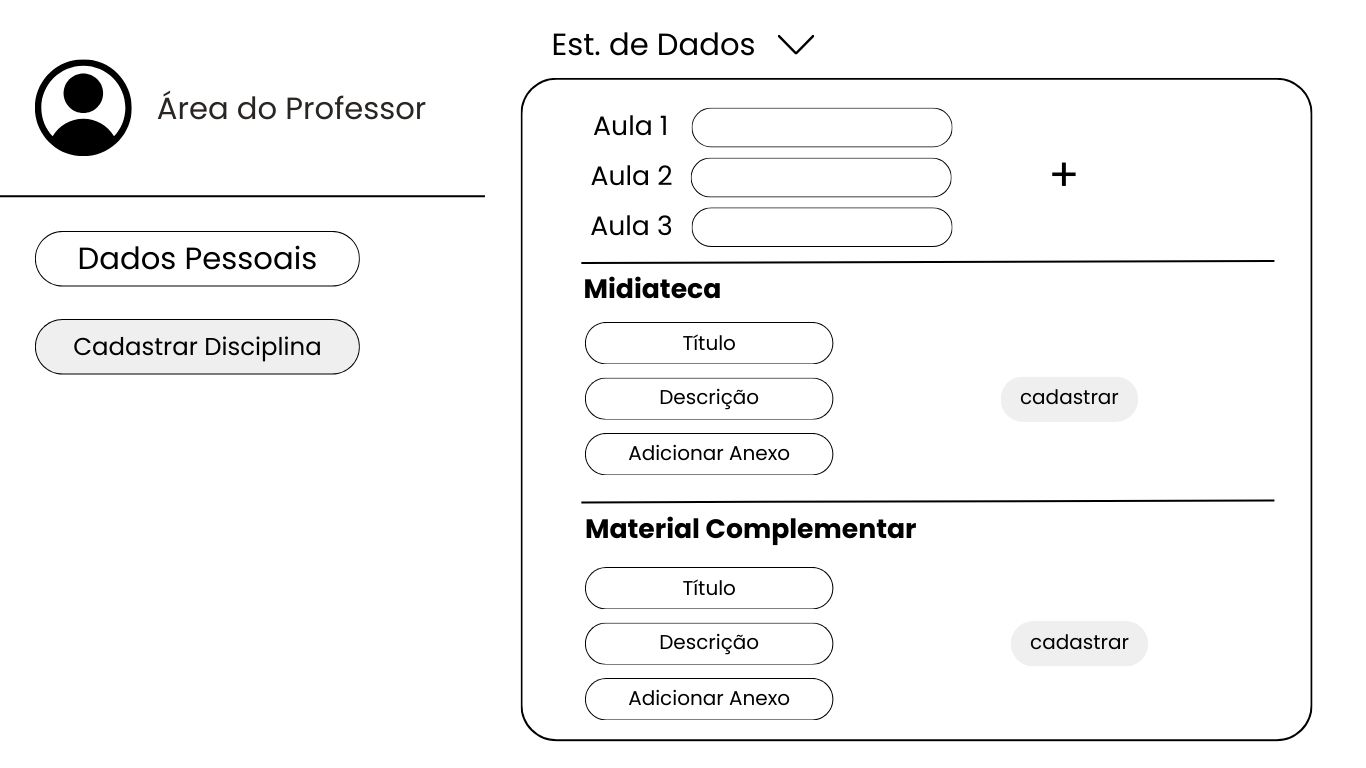 Área do Professor
Dados Pessoais
Cadastrar Disciplina
Est. de Dados
Aula 1
Aula 2
+
Aula 3
Midiateca
Título
Descrição
cadastrar
Adicionar Anexo
Material Complementar
Título
Descrição
cadastrar
Adicionar Anexo